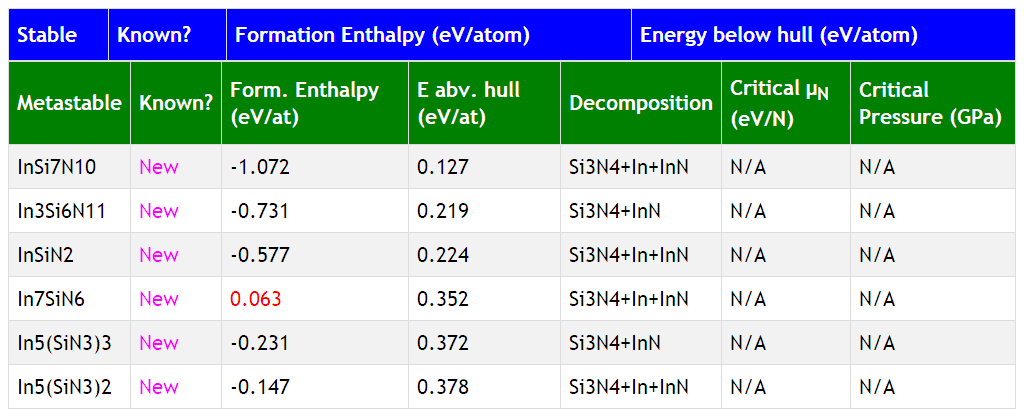 Stable Known? Formation Enthalpy (eV/atom) Energy below hull (eV/atom)
Metastable Known? Form. Enthalpy (eV/at) E abv. hull (eV/at) Decomposition Critical μN (eV/N) Critical Pressure (GPa)
InSi7N10 New -1.072 0.127 Si3N4+In+InN N/A N/A
In3Si6N11 New -0.731 0.219 Si3N4+InN N/A N/A
InSiN2 New -0.577 0.224 Si3N4+In+InN N/A N/A
In7SiN6 New 0.063 0.352 Si3N4+In+InN N/A N/A
In5(SiN3)3 New -0.231 0.372 Si3N4+InN N/A N/A
In5(SiN3)2 New -0.147 0.378 Si3N4+In+InN N/A N/A